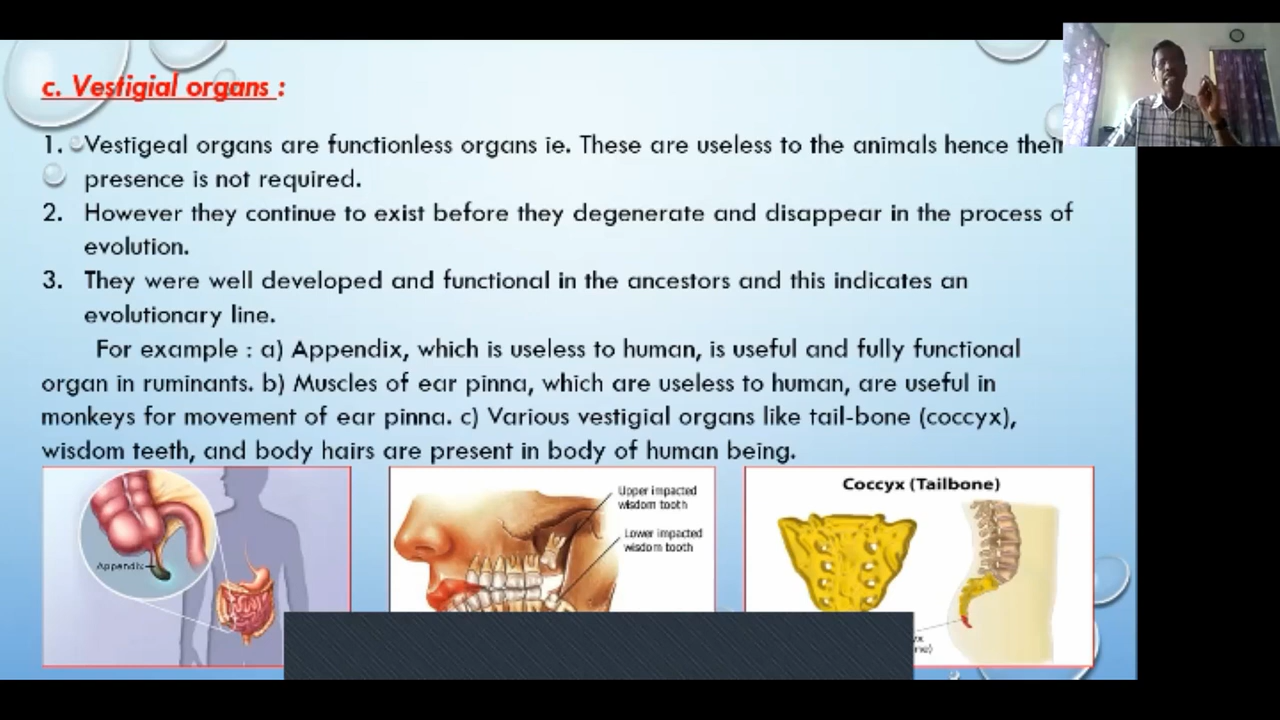 c. Vestigial organs :
1. Vestigeal organs are functionless organs ie. These are useless to the animals hence their
presence is not required.
2. However they continue to exist before they degenerate and disappear in the process of
evolution.
3. They were well developed and functional in the ancestors and this indicates an
evolutionary line.
For example : a) Appendix, which is useless to human, is useful and fully functional
organ in ruminants. b) Muscles of ear pinna, which are useless to human, are useful in
monkeys for movement of ear pinna. c) Various vestigial organs like tail-bone (coccyx),
wisdom teeth, and body hairs are present in body of human being.
Appendix
Upper impacted
wisdom tooth
Lower impacted
wisdom tooth
Coccyx (Tailbone)